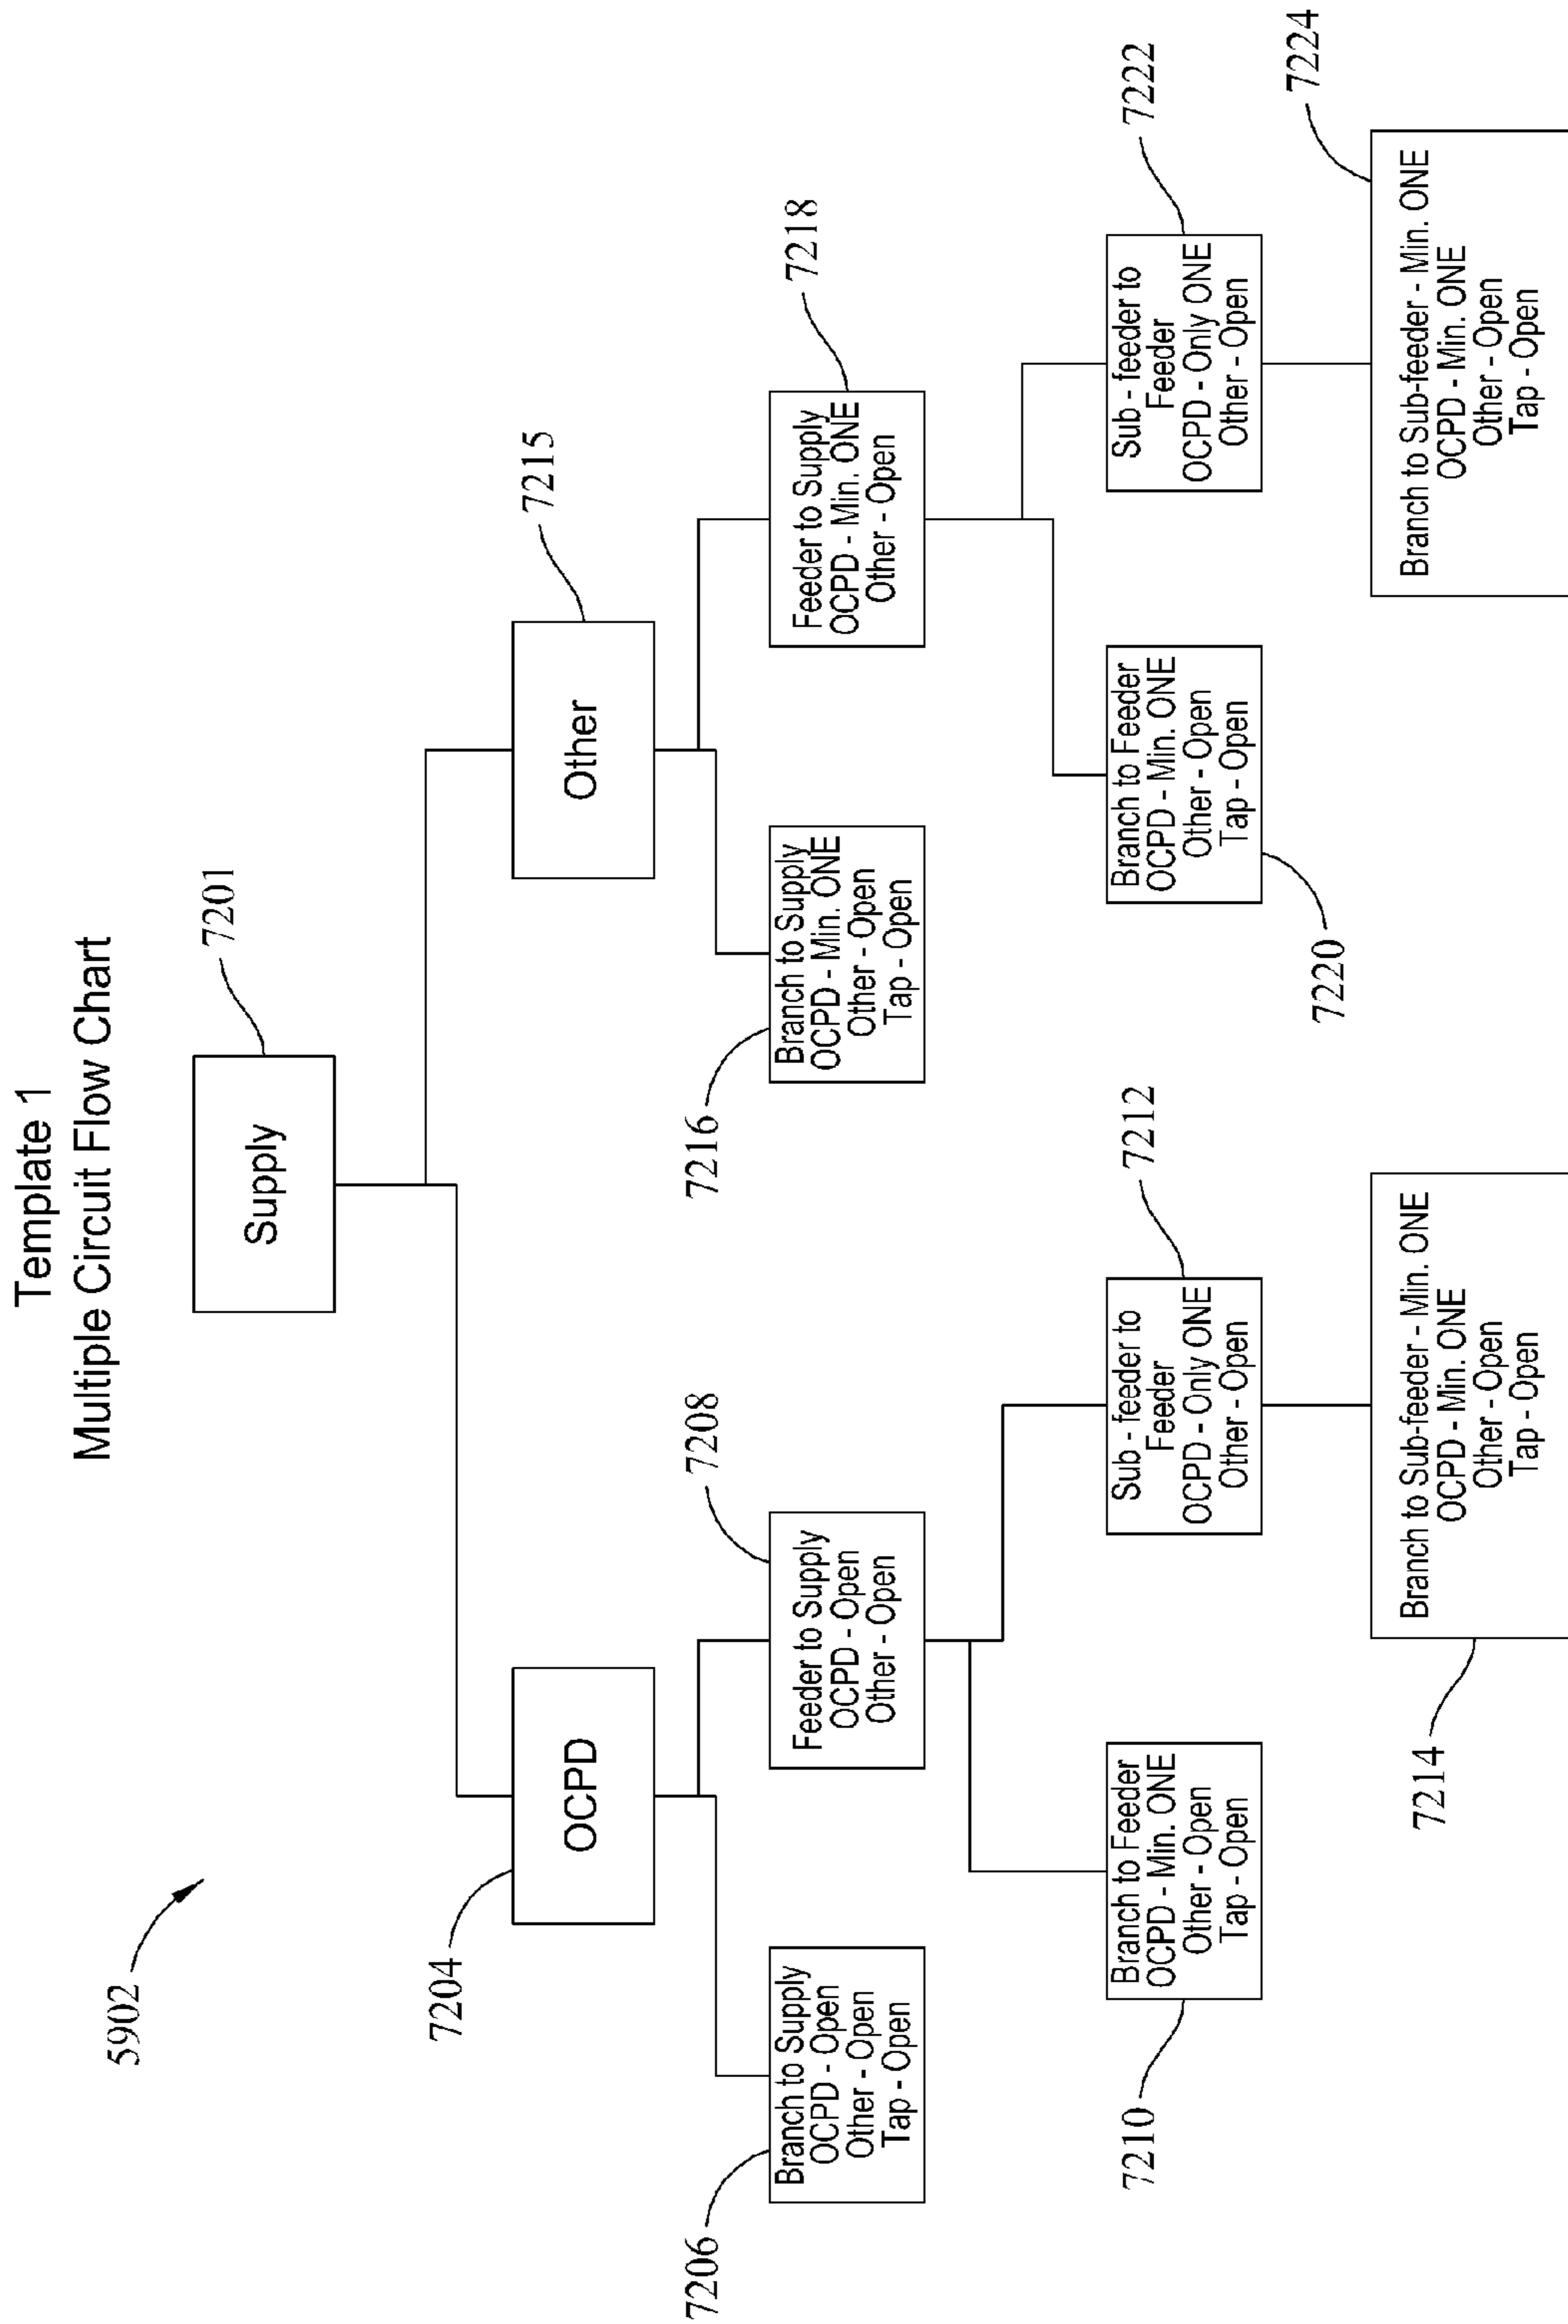 Template 1
Multiple Circuit Flow Chart
5902
Supply
7201
OCPD
7204
Other
7215
Branch to Supply
OCPD - Open
Other - Open
Tap - Open
7206
Feeder to Supply
OCPD - Open
Other - Open
7208
Branch to Supply
OCPD - Min. ONE
Other - Open
Tap - Open
7216
Feeder to Supply
OCPD - Min. ONE
Other - Open
7218
Branch to Feeder
OCPD - Min. ONE
Other - Open
Tap - Open
7210
Sub - feeder to
Feeder
OCPD - Only ONE
Other - Open
7212
Branch to Feeder
OCPD - Min. ONE
Other - Open
Tap - Open
7220
Sub - feeder to
Feeder
OCPD - Only ONE
Other - Open
7222
Branch to Sub-feeder - Min. ONE
OCPD - Min. ONE
Other - Open
Tap - Open
7214
Branch to Sub-feeder - Min. ONE
OCPD - Min. ONE
Other - Open
Tap - Open
7224